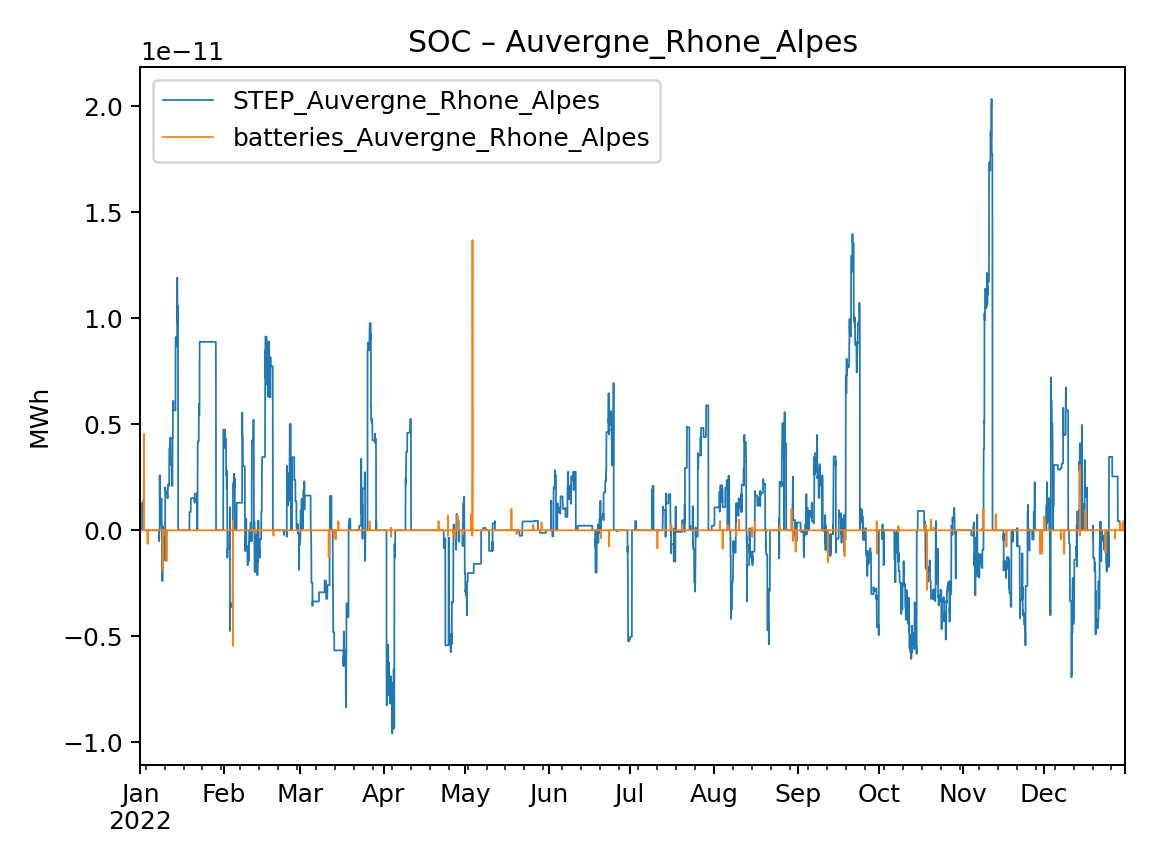 SOC – Auvergne_Rhone_Alpes
1e−11
STEP_Auvergne_Rhone_Alpes
batteries_Auvergne_Rhone_Alpes
MWh
2.0
1.5
1.0
0.5
0.0
−0.5
−1.0
Jan Feb Mar Apr May Jun Jul Aug Sep Oct Nov Dec
2022